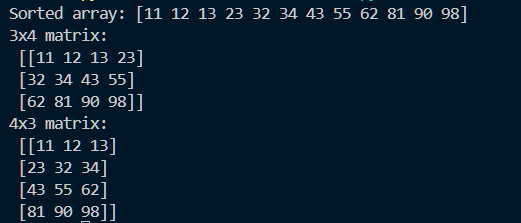 Sorted array: [11 12 13 23 32 34 43 55 62 81 90 98]
3x4 matrix:
 [[11 12 13 23]
 [32 34 43 55]
 [62 81 90 98]]
4x3 matrix:
 [[11 12 13]
 [23 32 34]
 [43 55 62]
 [81 90 98]]